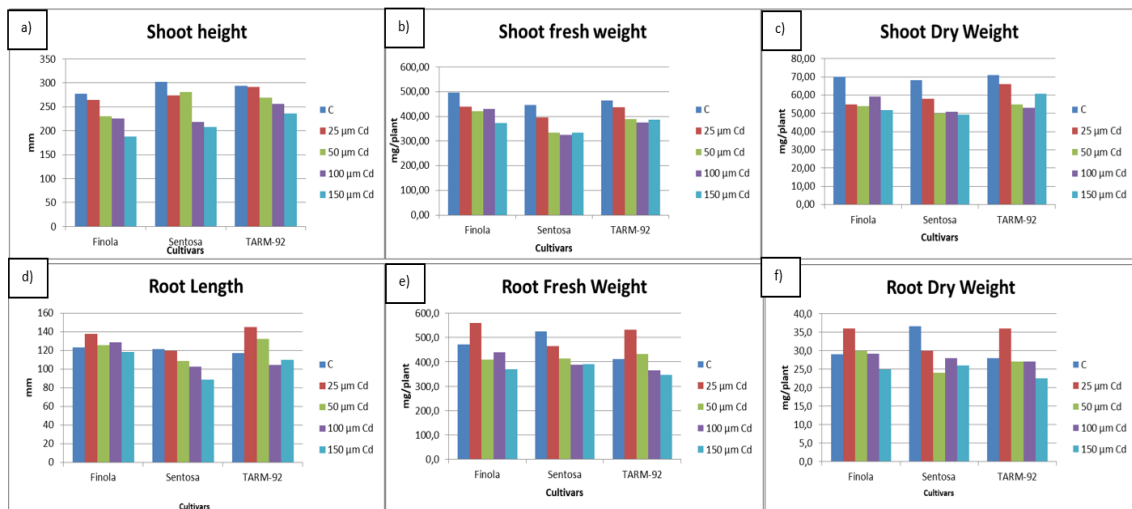 a)
Shoot height
350
300
250
200
150
100
50
0
mm
Finola Sentosa TARM-92
Cultivars
C
25 µm Cd
50 µm Cd
100 µm Cd
150 µm Cd
b)
Shoot fresh weight
600,00
500,00
400,00
300,00
200,00
100,00
0,00
mg/plant
Finola Sentosa TARM-92
Cultivars
C
25 µm Cd
50 µm Cd
100 µm Cd
150 µm Cd
c)
Shoot Dry Weight
80,00
70,00
60,00
50,00
40,00
30,00
20,00
10,00
0,00
mg/plant
Finola Sentosa TARM-92
Cultivars
C
25 µm Cd
50 µm Cd
100 µm Cd
150 µm Cd
d)
Root Length
160
140
120
100
80
60
40
20
0
mm
Finola Sentosa TARM-92
Cultivars
C
25 µm Cd
50 µm Cd
100 µm Cd
150 µm Cd
e)
Root Fresh Weight
600,0
500,0
400,0
300,0
200,0
100,0
0,0
mg/plant
Finola Sentosa TARM-92
Cultivars
C
25 µm Cd
50 µm Cd
100 µm Cd
150 µm Cd
f)
Root Dry Weight
40,0
35,0
30,0
25,0
20,0
15,0
10,0
5,0
0,0
mg/plant
Finola Sentosa TARM-92
Cultivars
C
25 µm Cd
50 µm Cd
100 µm Cd
150 µm Cd